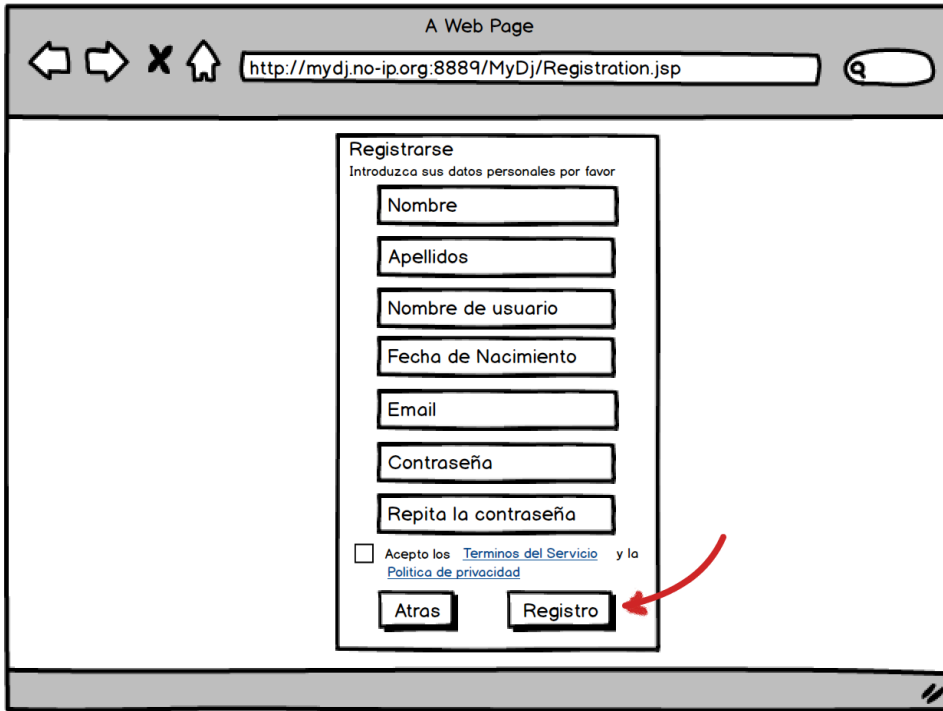 A Web Page
http://mydj.no-ip.org:8889/MyDj/Registration.jsp
Registrarse
Introduzca sus datos personales por favor
Nombre
Apellidos
Nombre de usuario
Fecha de Nacimiento
Email
Contraseña
Repita la contraseña
Acepto los Terminos del Servicio y la
Politica de privacidad
Atras Registro